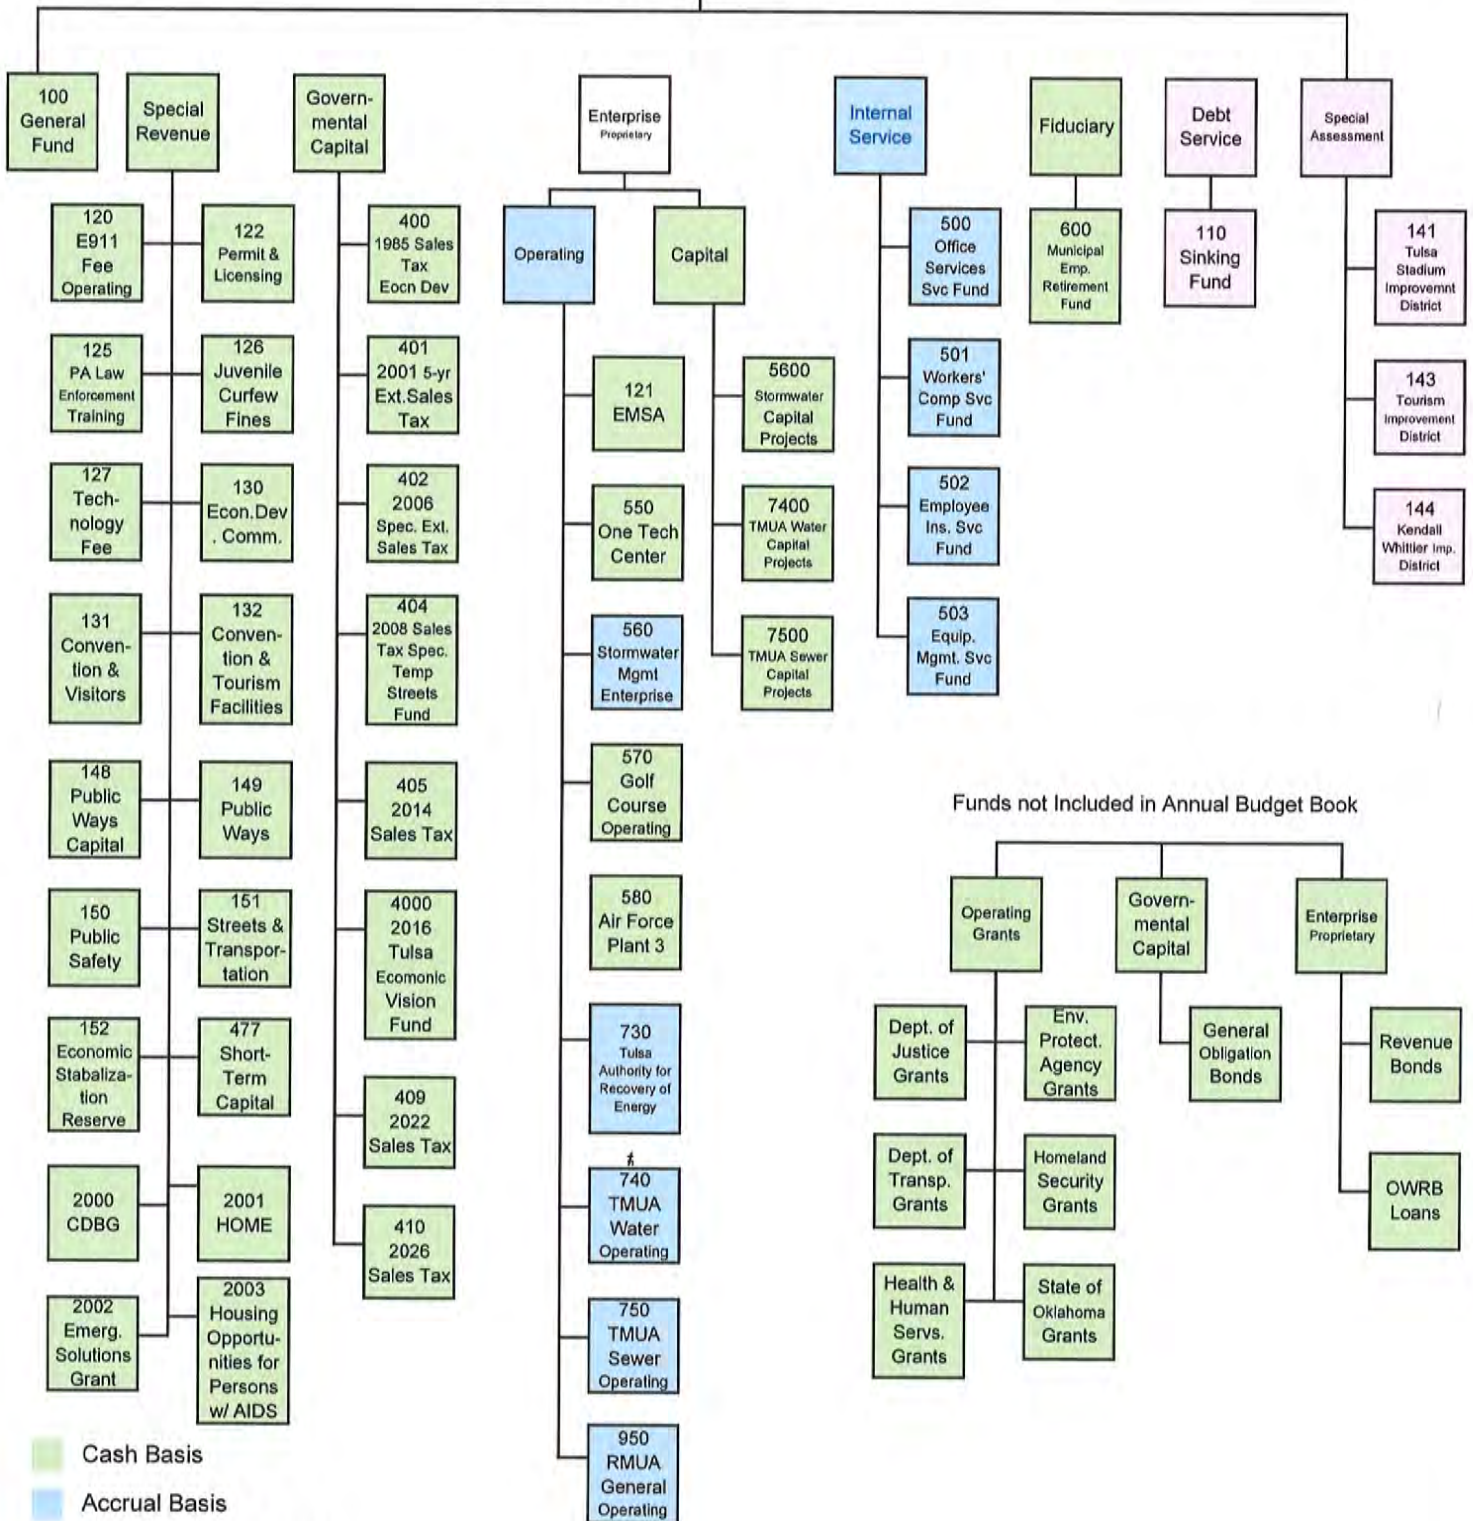 100
General
Fund
Special
Revenue
Govern-
mental
Capital
Enterprise
Proprietary
Internal
Service
Fiduciary
Debt
Service
Special
Assessment
120
E911
Fee
Operating
122
Permit &
Licensing
125
PA Law
Enforcement
Training
126
Juvenile
Curfew
Fines
127
Tech-
nology
Fee
130
Econ.Dev
. Comm.
131
Conven-
tion &
Visitors
132
Conven-
tion &
Tourism
Facilities
148
Public
Ways
Capital
149
Public
Ways
150
Public
Safety
151
Streets &
Transpor-
tation
152
Economic
Stabaliza-
tion
Reserve
477
Short-
Term
Capital
2000
CDBG
2001
HOME
2002
Emerg.
Solutions
Grant
2003
Housing
Opportu-
nities for
Persons
w/ AIDS
400
1985 Sales
Tax
Eocn Dev
401
2001 5-yr
Ext.Sales
Tax
402
2006
Spec. Ext.
Sales Tax
404
2008 Sales
Tax Spec.
Temp
Streets
Fund
405
2014
Sales Tax
4000
2016
Tulsa
Ecomonic
Vision
Fund
409
2022
Sales Tax
410
2026
Sales Tax
Operating
Capital
121
EMSA
550
One Tech
Center
560
Stormwater
Mgmt
Enterprise
570
Golf
Course
Operating
580
Air Force
Plant 3
730
Tulsa
Authority for
Recovery of
Energy
740
TMUA
Water
Operating
750
TMUA
Sewer
Operating
950
RMUA
General
Operating
5600
Stormwater
Capital
Projects
7400
TMUA Water
Capital
Projects
7500
TMUA Sewer
Capital
Projects
500
Office
Services
Svc Fund
501
Workers'
Comp Svc
Fund
502
Employee
Ins. Svc
Fund
503
Equip.
Mgmt. Svc
Fund
600
Municipal
Emp.
Retirement
Fund
110
Sinking
Fund
141
Tulsa
Stadium
Improvemnt
District
143
Tourism
Improvement
District
144
Kendall
Whittier Imp.
District
Funds not Included in Annual Budget Book
Operating
Grants
Govern-
mental
Capital
Enterprise
Proprietary
Dept. of
Justice
Grants
Env.
Protect.
Agency
Grants
Dept. of
Transp.
Grants
Homeland
Security
Grants
Health &
Human
Servs.
Grants
State of
Oklahoma
Grants
General
Obligation
Bonds
Revenue
Bonds
OWRB
Loans
Cash Basis
Accrual Basis